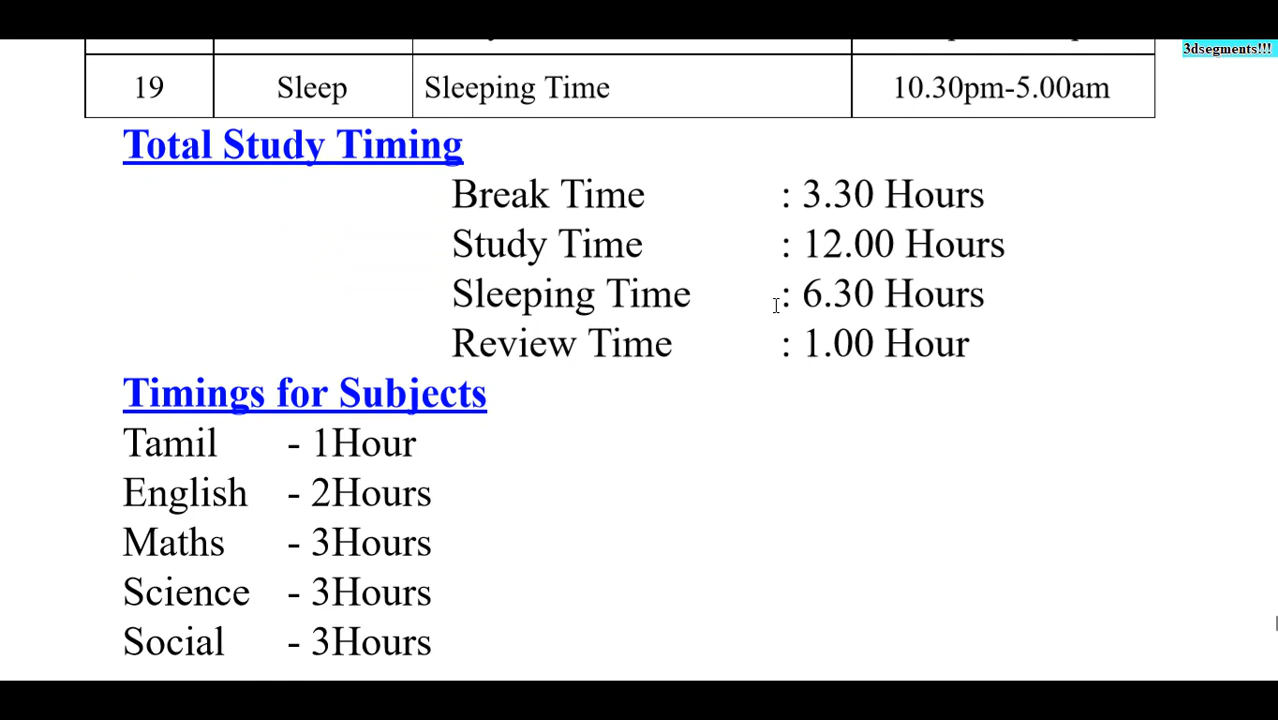 3dsegments!!!
19 Sleep Sleeping Time 10.30pm-5.00am
Total Study Timing
Break Time : 3.30 Hours
Study Time : 12.00 Hours
Sleeping Time : 6.30 Hours
Review Time : 1.00 Hour
Timings for Subjects
Tamil - 1Hour
English - 2Hours
Maths - 3Hours
Science - 3Hours
Social - 3Hours